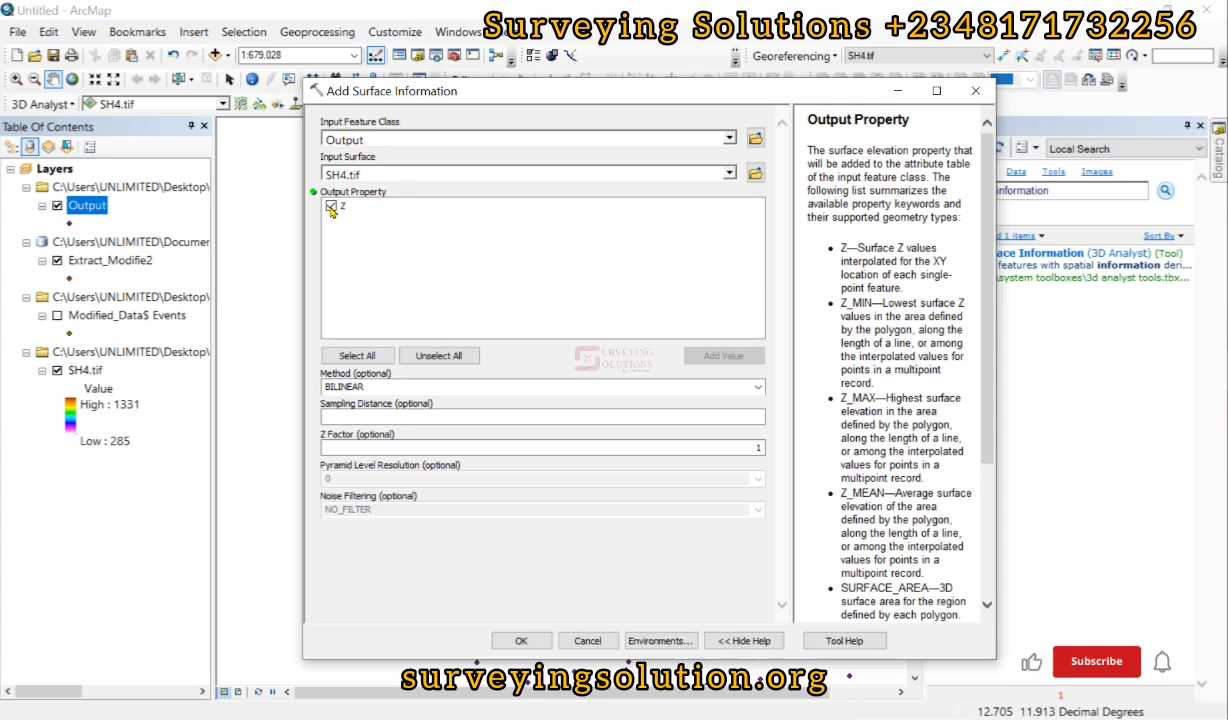 Untitled - ArcMap
Surveying Solutions +2348171732256
File Edit View Bookmarks Insert Selection Geoprocessing Customize Windows
1:679,028
Georeferencing
SH4.tif
3D Analyst
SH4.tif
Add Surface Information
Table Of Contents
Layers
C:\Users\UNLIMITED\Desktop\
Output
C:\Users\UNLIMITED\Documer
Extract_Modifie2
C:\Users\UNLIMITED\Desktop\
Modified_Data$ Events
C:\Users\UNLIMITED\Desktop\
SH4.tif
Value
High : 1331
Low : 285
Input Feature Class
Output
Input Surface
SH4.tif
Output Property
Z
Select All
Unselect All
Add Value
SURVEYING
SOLUTIONS
Method (optional)
BILINEAR
Sampling Distance (optional)
Z Factor (optional)
1
Pyramid Level Resolution (optional)
0
Noise Filtering (optional)
NO_FILTER
OK
Cancel
Environments...
<< Hide Help
Tool Help
Output Property
The surface elevation property that
will be added to the attribute table
of the input feature class. The
following list summarizes the
available property keywords and
their supported geometry types:
Z—Surface Z values
interpolated for the XY
location of each single-
point feature.
Z_MIN—Lowest surface Z
values in the area defined
by the polygon, along the
length of a line, or among
the interpolated values for
points in a multipoint
record.
Z_MAX—Highest surface
elevation in the area
defined by the polygon,
along the length of a line,
or among the interpolated
values for points in a
multipoint record.
Z_MEAN—Average surface
elevation of the area
defined by the polygon,
along the length of a line,
or among the interpolated
values for points in a
multipoint record.
SURFACE_AREA—3D
surface area for the region
defined by each polygon.
Local Search
Catalog
Data Tools Images
information
d 1 items
Sort By
ace Information (3D Analyst) (Tool)
features with spatial information deri...
\system toolboxes\3d analyst tools.tbx...
Subscribe
surveyingsolution.org
1
12.705 11.913 Decimal Degrees